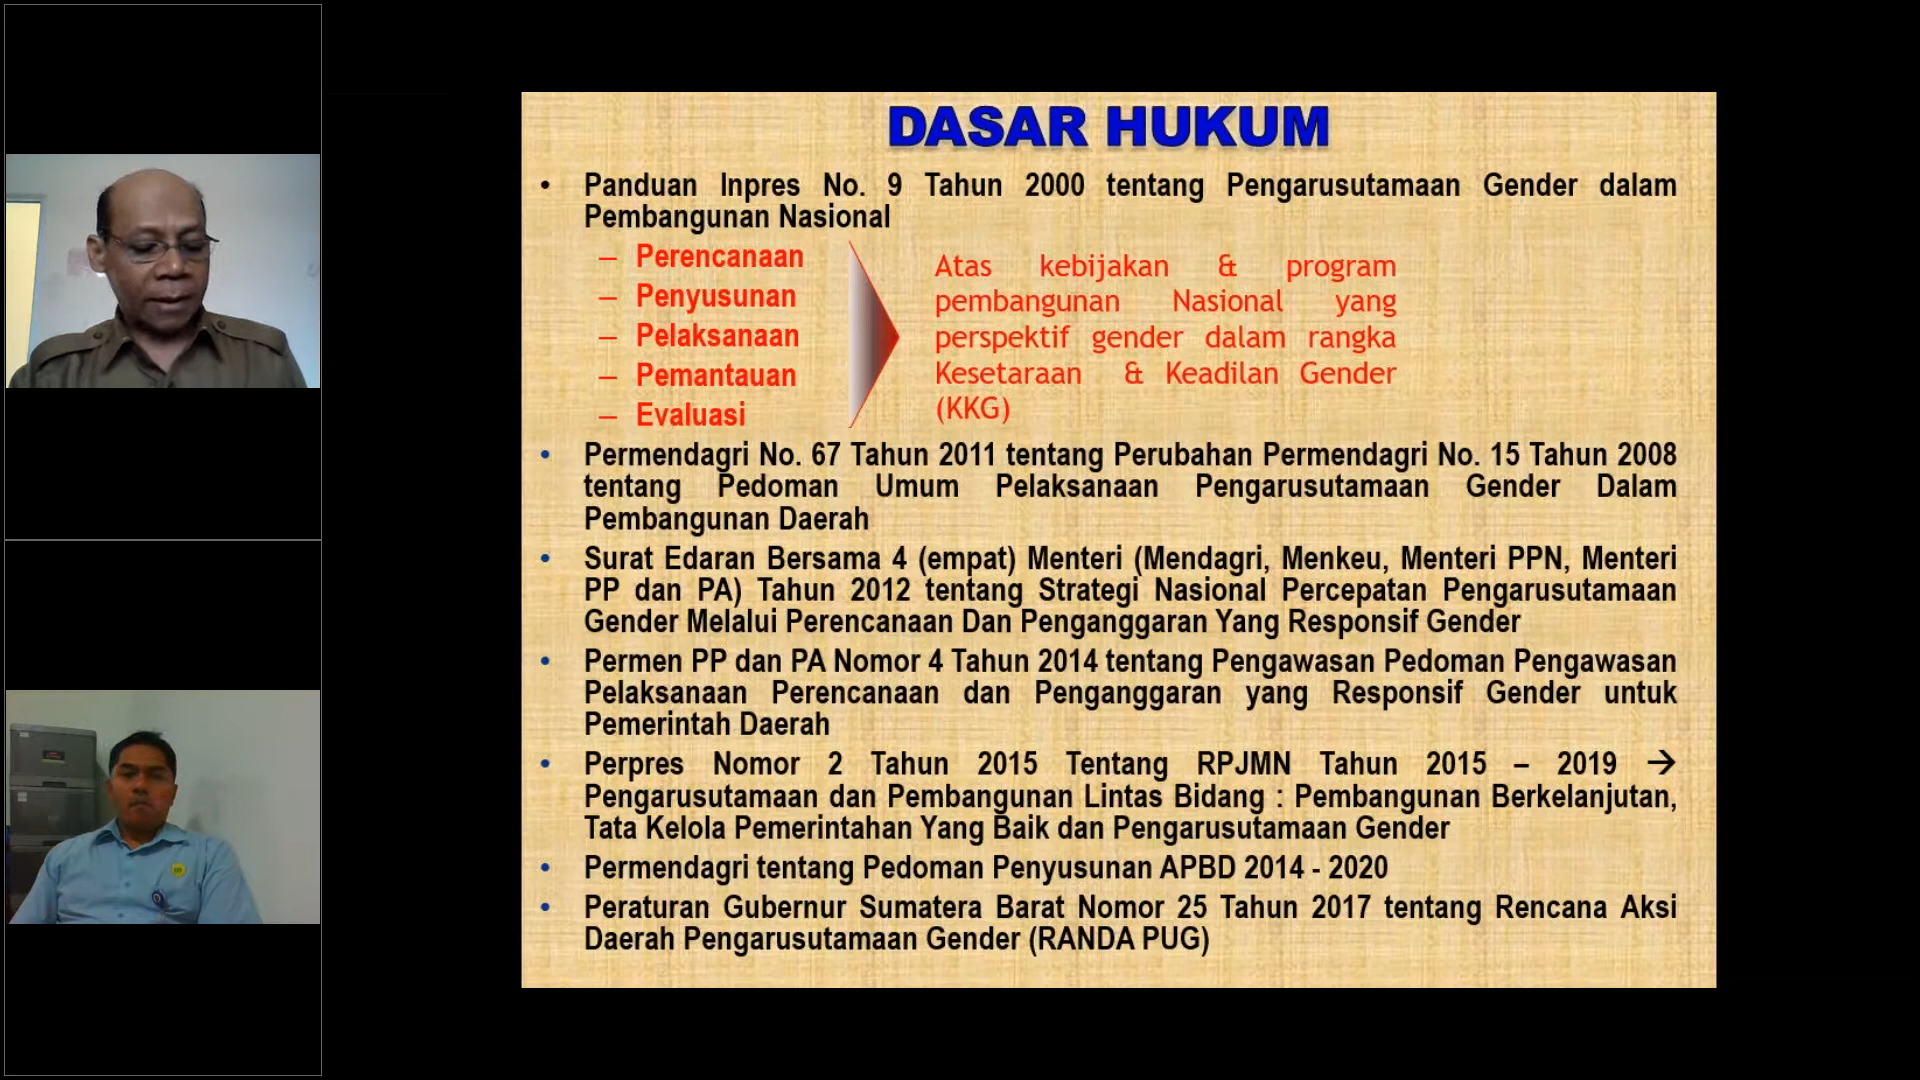 DASAR HUKUM
• Panduan Inpres No. 9 Tahun 2000 tentang Pengarusutamaan Gender dalam
Pembangunan Nasional
– Perencanaan
– Penyusunan
– Pelaksanaan
– Pemantauan
– Evaluasi
Atas kebijakan & program
pembangunan Nasional yang
perspektif gender dalam rangka
Kesetaraan & Keadilan Gender
(KKG)
• Permendagri No. 67 Tahun 2011 tentang Perubahan Permendagri No. 15 Tahun 2008
tentang Pedoman Umum Pelaksanaan Pengarusutamaan Gender Dalam
Pembangunan Daerah
• Surat Edaran Bersama 4 (empat) Menteri (Mendagri, Menkeu, Menteri PPN, Menteri
PP dan PA) Tahun 2012 tentang Strategi Nasional Percepatan Pengarusutamaan
Gender Melalui Perencanaan Dan Penganggaran Yang Responsif Gender
• Permen PP dan PA Nomor 4 Tahun 2014 tentang Pengawasan Pedoman Pengawasan
Pelaksanaan Perencanaan dan Penganggaran yang Responsif Gender untuk
Pemerintah Daerah
• Perpres Nomor 2 Tahun 2015 Tentang RPJMN Tahun 2015 – 2019 →
Pengarusutamaan dan Pembangunan Lintas Bidang : Pembangunan Berkelanjutan,
Tata Kelola Pemerintahan Yang Baik dan Pengarusutamaan Gender
• Permendagri tentang Pedoman Penyusunan APBD 2014 - 2020
• Peraturan Gubernur Sumatera Barat Nomor 25 Tahun 2017 tentang Rencana Aksi
Daerah Pengarusutamaan Gender (RANDA PUG)